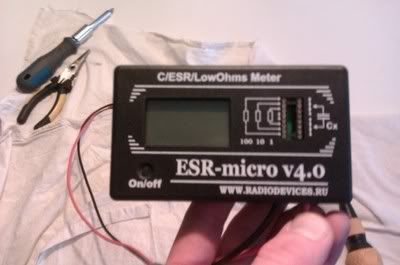 C/ESR/LowOhms Meter
Cx
100 10 1
ESR-micro v4.0
On/off
WWW.RADIODEVICES.RU